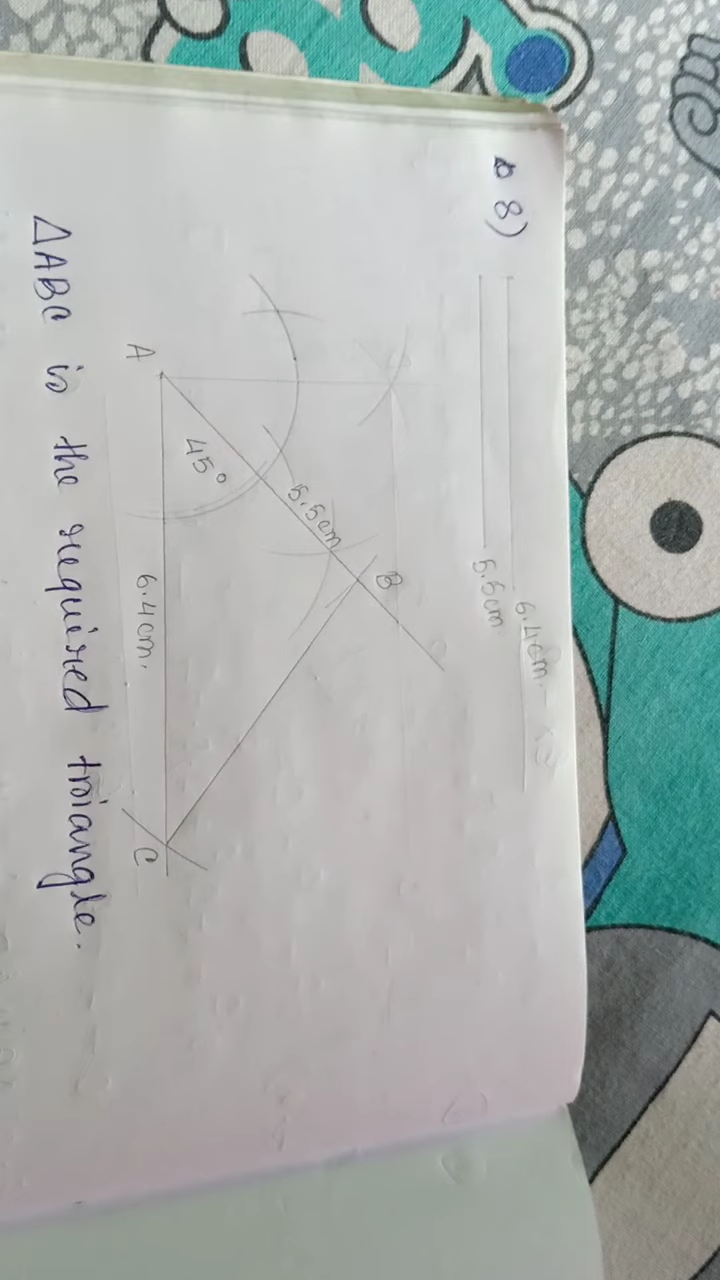 8)
6.4cm.
5.5cm.
B
5.5cm
A
45°
6.4cm.
C
ΔABC is the required triangle.